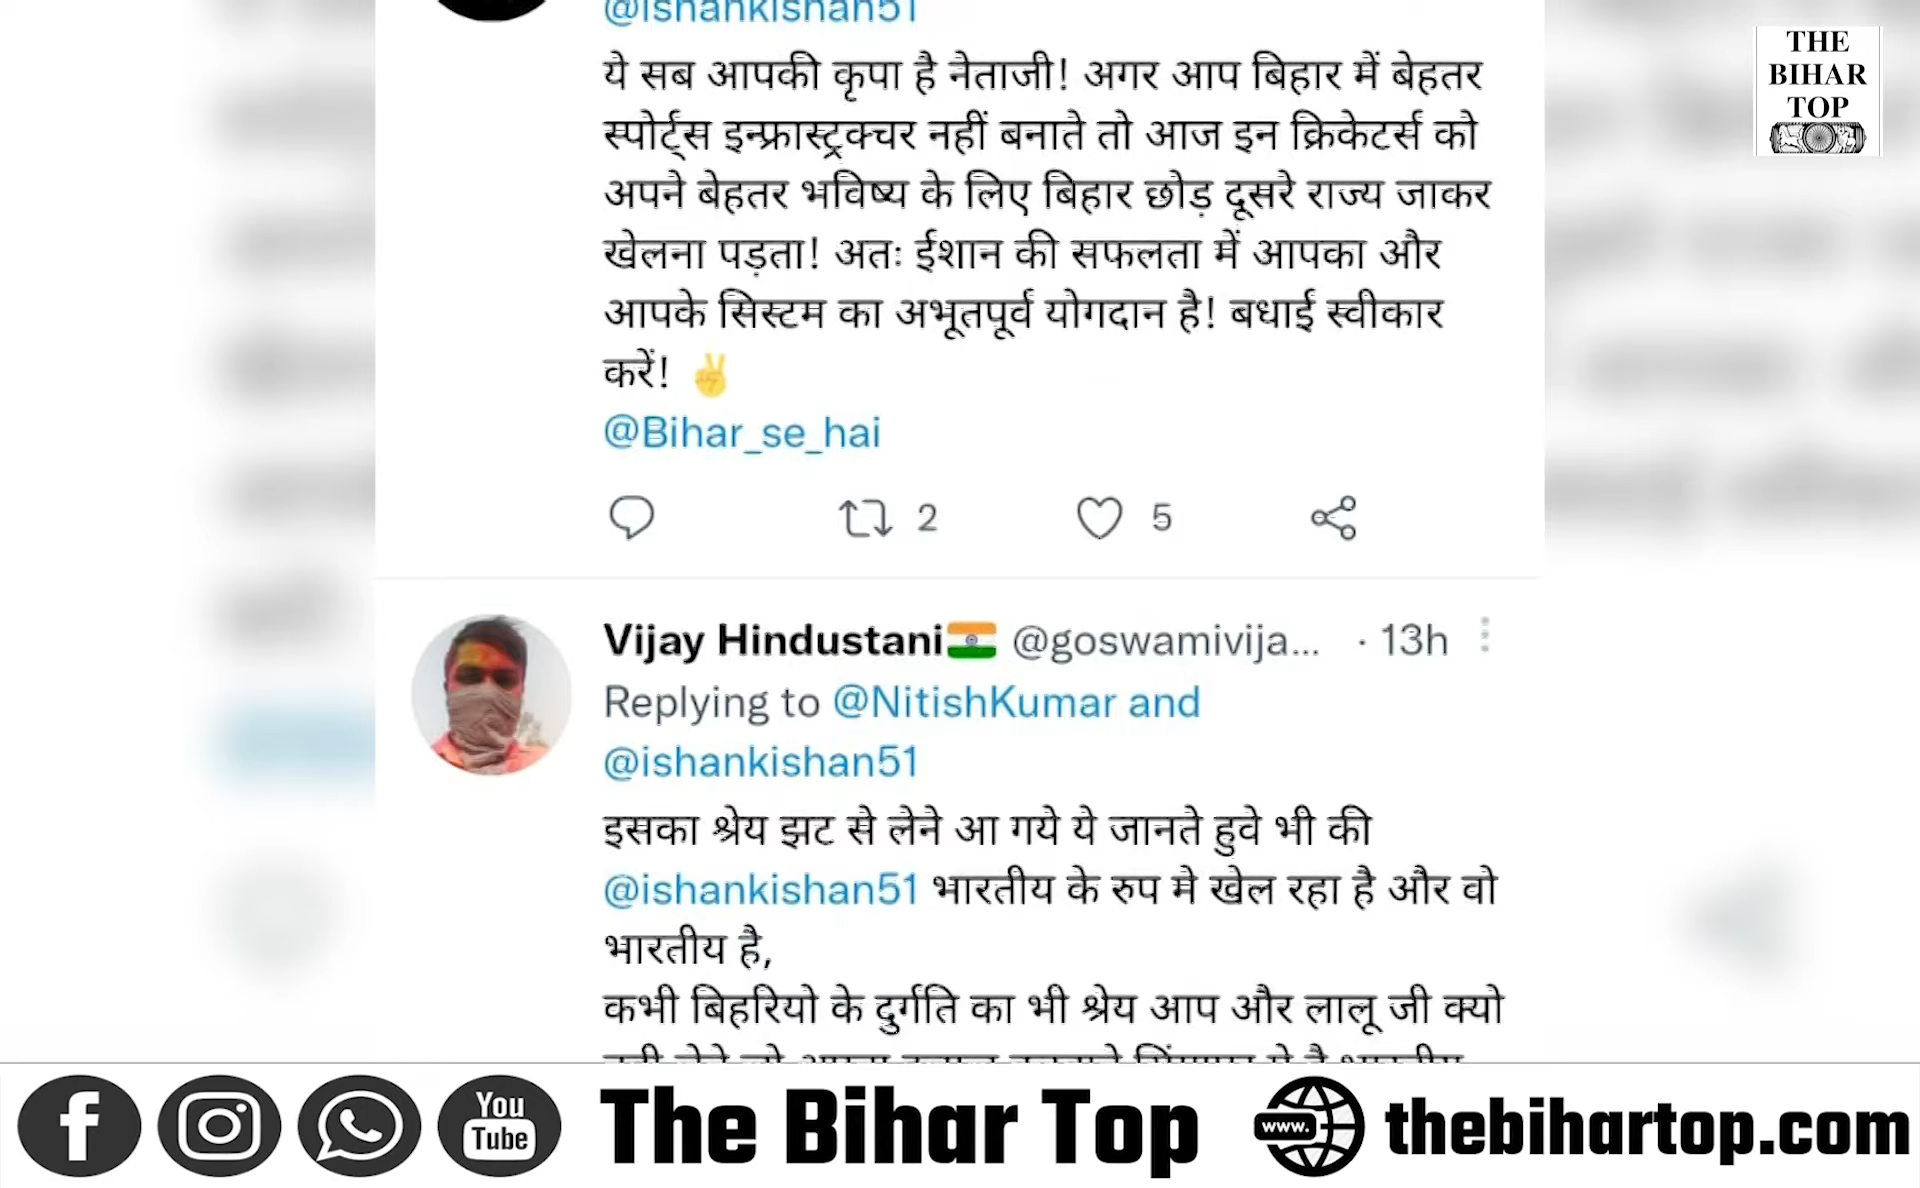 @ishankishan51
ये सब आपकी कृपा है नेताजी! अगर आप बिहार में बेहतर
स्पोर्ट्स इन्फ्रास्ट्रक्चर नहीं बनाते तो आज इन क्रिकेटर्स को
अपने बेहतर भविष्य के लिए बिहार छोड़ दूसरे राज्य जाकर
खेलना पड़ता! अतः ईशान की सफलता में आपका और
आपके सिस्टम का अभूतपूर्व योगदान है! बधाई स्वीकार
करें! ✌
@Bihar_se_hai
2 5
Vijay Hindustani🇮🇳 @goswamivija... · 13h
Replying to @NitishKumar and
@ishankishan51
इसका श्रेय झट से लेने आ गये ये जानते हुवे भी की
@ishankishan51 भारतीय के रुप मे खेल रहा है और वो
भारतीय है,
कभी बिहरियो के दुर्गति का भी श्रेय आप और लालू जी क्यो
THE
BIHAR
TOP
You
Tube
The Bihar Top
www.
thebihartop.com